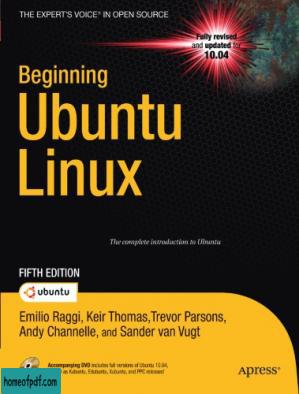 THE EXPERT'S VOICE® IN OPEN SOURCE
Fully revised
and updated for
10.04
Beginning
Ubuntu
Linux
The complete introduction to Ubuntu
FIFTH EDITION
ubuntu
Emilio Raggi, Keir Thomas, Trevor Parsons,
Andy Channelle, and Sander van Vugt
Accompanying DVD includes full versions of Ubuntu 10.04,
as Kubuntu, Edubuntu, Xubuntu, and PPC releases!
Apress®
homeofpdf.com